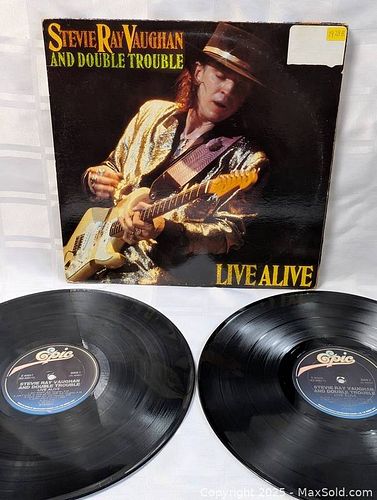 STEVIE RAY VAUGHAN
AND DOUBLE TROUBLE
LIVE ALIVE
Epic
STEVIE RAY VAUGHAN
AND DOUBLE TROUBLE
Epic
STEVIE RAY VAUGHAN
AND DOUBLE TROUBLE
Copyright 2025 - MaxSold.com